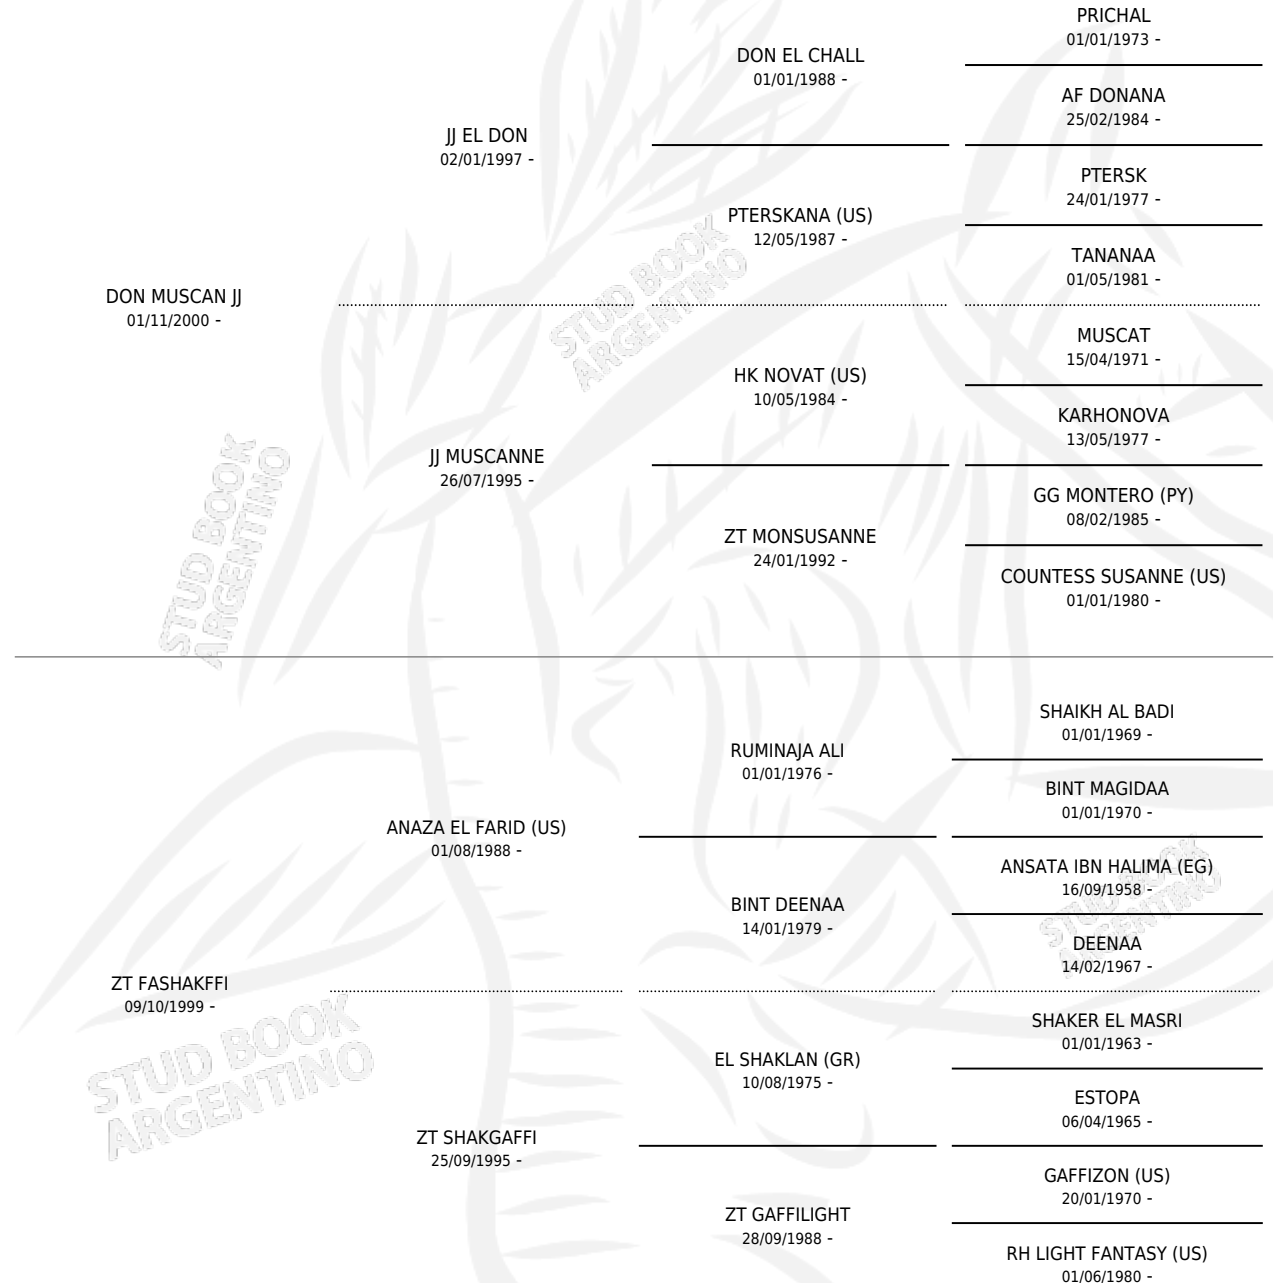 PRICHAL
01/01/1973 -
DON EL CHALL
01/01/1988 -
AF DONANA
25/02/1984 -
JJ EL DON
02/01/1997 -
PTERSK
24/01/1977 -
PTERSKANA (US)
12/05/1987 -
TANANAA
01/05/1981 -
DON MUSCAN JJ
01/11/2000 -
MUSCAT
15/04/1971 -
HK NOVAT (US)
10/05/1984 -
KARHONOVA
13/05/1977 -
JJ MUSCANNE
26/07/1995 -
GG MONTERO (PY)
08/02/1985 -
ZT MONSUSANNE
24/01/1992 -
COUNTESS SUSANNE (US)
01/01/1980 -
SHAIKH AL BADI
01/01/1969 -
RUMINAJA ALI
01/01/1976 -
BINT MAGIDAA
01/01/1970 -
ANAZA EL FARID (US)
01/08/1988 -
ANSATA IBN HALIMA (EG)
16/09/1958 -
BINT DEENAA
14/01/1979 -
DEENAA
14/02/1967 -
ZT FASHAKFFI
09/10/1999 -
SHAKER EL MASRI
01/01/1963 -
EL SHAKLAN (GR)
10/08/1975 -
ESTOPA
06/04/1965 -
ZT SHAKGAFFI
25/09/1995 -
GAFFIZON (US)
20/01/1970 -
ZT GAFFILIGHT
28/09/1988 -
RH LIGHT FANTASY (US)
01/06/1980 -
STUD BOOK
ARGENTINO
STUD BOOK
ARGENTINO
STUD BOOK
ARGENTINO
STUD BOOK
ARGENTINO